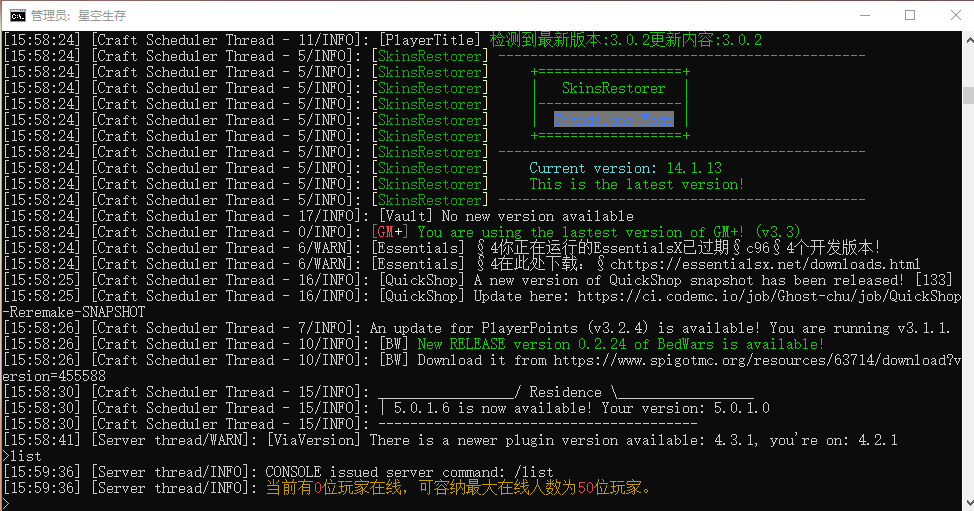 管理员: 星空生存
[15:58:24] [Craft Scheduler Thread - 11/INFO]: [PlayerTitle] 检测到最新版本:3.0.2更新内容:3.0.2
[15:58:24] [Craft Scheduler Thread - 5/INFO]: [SkinsRestorer] ----------------------------------------------
[15:58:24] [Craft Scheduler Thread - 5/INFO]: [SkinsRestorer]     +==================+
[15:58:24] [Craft Scheduler Thread - 5/INFO]: [SkinsRestorer]     |   SkinsRestorer  |
[15:58:24] [Craft Scheduler Thread - 5/INFO]: [SkinsRestorer]     |------------------|
[15:58:24] [Craft Scheduler Thread - 5/INFO]: [SkinsRestorer]     |  Standalone Mode |
[15:58:24] [Craft Scheduler Thread - 5/INFO]: [SkinsRestorer]     +==================+
[15:58:24] [Craft Scheduler Thread - 5/INFO]: [SkinsRestorer] ----------------------------------------------
[15:58:24] [Craft Scheduler Thread - 5/INFO]: [SkinsRestorer]     Current version: 14.1.13
[15:58:24] [Craft Scheduler Thread - 5/INFO]: [SkinsRestorer]     This is the latest version!
[15:58:24] [Craft Scheduler Thread - 5/INFO]: [SkinsRestorer] ----------------------------------------------
[15:58:24] [Craft Scheduler Thread - 17/INFO]: [Vault] No new version available
[15:58:24] [Craft Scheduler Thread - 0/INFO]: [GM+] You are using the lastest version of GM+! (v3.3)
[15:58:24] [Craft Scheduler Thread - 6/WARN]: [Essentials] §4你正在运行的EssentialsX已过期§c96§4个开发版本!
[15:58:24] [Craft Scheduler Thread - 6/WARN]: [Essentials] §4在此处下载: §chttps://essentialsx.net/downloads.html
[15:58:25] [Craft Scheduler Thread - 16/INFO]: [QuickShop] A new version of QuickShop snapshot has been released! [133]
[15:58:25] [Craft Scheduler Thread - 16/INFO]: [QuickShop] Update here: https://ci.codemc.io/job/Ghost-chu/job/QuickShop
-Reremake-SNAPSHOT
[15:58:26] [Craft Scheduler Thread - 7/INFO]: An update for PlayerPoints (v3.2.4) is available! You are running v3.1.1.
[15:58:26] [Craft Scheduler Thread - 10/INFO]: [BW] New RELEASE version 0.2.24 of BedWars is available!
[15:58:26] [Craft Scheduler Thread - 10/INFO]: [BW] Download it from https://www.spigotmc.org/resources/63714/download?v
ersion=455588
[15:58:30] [Craft Scheduler Thread - 15/INFO]: _________________/ Residence \_________________
[15:58:30] [Craft Scheduler Thread - 15/INFO]: | 5.0.1.6 is now available! Your version: 5.0.1.0
[15:58:30] [Craft Scheduler Thread - 15/INFO]: ----------------------------------------
[15:58:41] [Server thread/WARN]: [ViaVersion] There is a newer plugin version available: 4.3.1, you're on: 4.2.1
>list
[15:59:36] [Server thread/INFO]: CONSOLE issued server command: /list
[15:59:36] [Server thread/INFO]: 当前有0位玩家在线，可容纳最大在线人数为50位玩家。
>